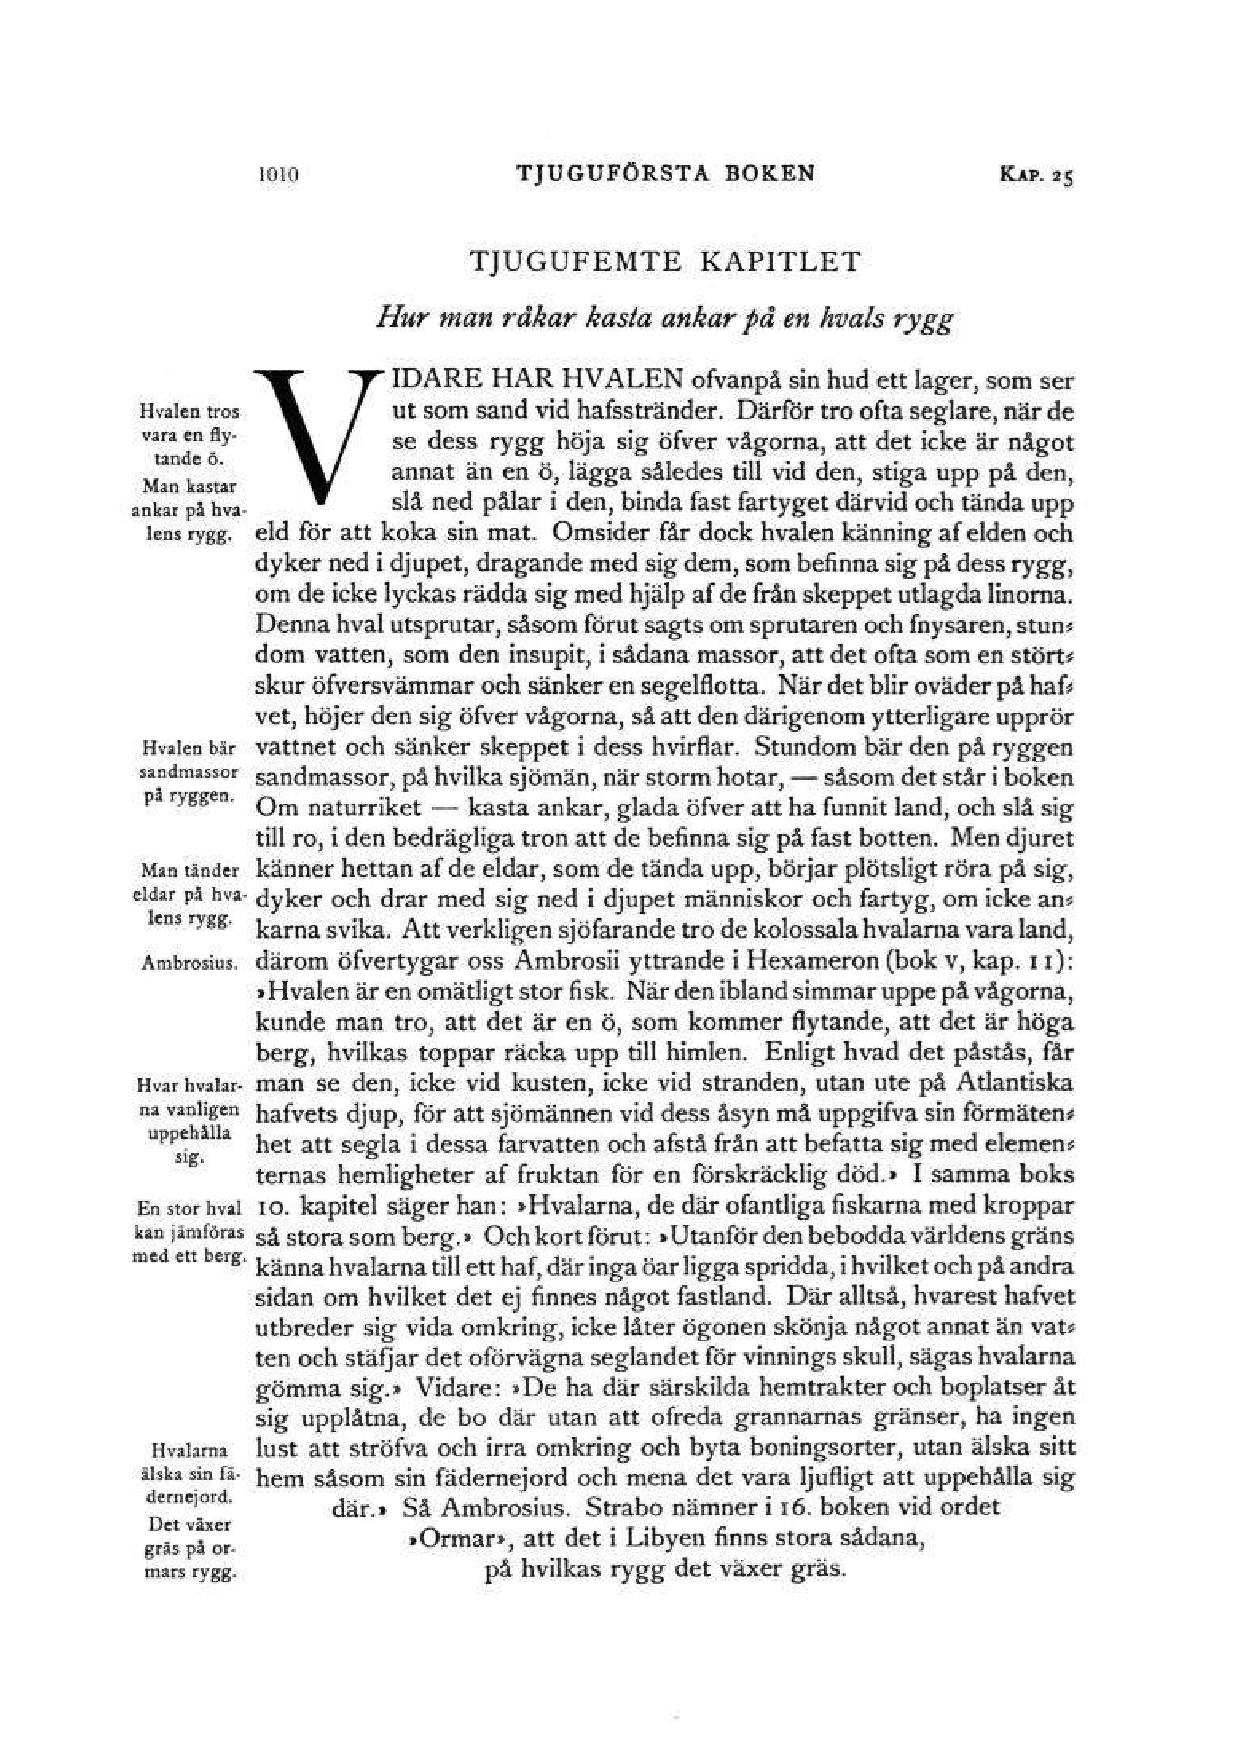 1010 TJUGUFÖRSTA BOKEN KAP. 25
TJUGUFEMTE KAPITLET
Hur man råkar kasta ankar på en hvals rygg
VIDARE HAR HVALEN ofvanpå sin hud ett lager, som ser
ut som sand vid hafsstränder. Därför tro ofta seglare, när de
se dess rygg höja sig öfver vågorna, att det icke är något
annat än en ö, lägga således till vid den, stiga upp på den,
slå ned pålar i den, binda fast fartyget därvid och tända upp
eld för att koka sin mat. Omsider får dock hvalen känning af elden och
dyker ned i djupet, dragande med sig dem, som befinna sig på dess rygg,
om de icke lyckas rädda sig med hjälp af de från skeppet utlagda linorna.
Denna hval utsprutar, såsom förut sagts om sprutaren och fnysaren, stun⸗
dom vatten, som den insupit, i sådana massor, att det ofta som en stört⸗
skur öfversvämmar och sänker en segelflotta. När det blir oväder på haf⸗
vet, höjer den sig öfver vågorna, så att den därigenom ytterligare upprör
vattnet och sänker skeppet i dess hvirflar. Stundom bär den på ryggen
sandmassor, på hvilka sjömän, när storm hotar, — såsom det står i boken
Om naturriket — kasta ankar, glada öfver att ha funnit land, och slå sig
till ro, i den bedrägliga tron att de befinna sig på fast botten. Men djuret
känner hettan af de eldar, som de tända upp, börjar plötsligt röra på sig,
dyker och drar med sig ned i djupet människor och fartyg, om icke an⸗
karna svika. Att verkligen sjöfarande tro de kolossala hvalarna vara land,
därom öfvertygar oss Ambrosii yttrande i Hexameron (bok V, kap. 11):
»Hvalen är en omätligt stor fisk. När den ibland simmar uppe på vågorna,
kunde man tro, att det är en ö, som kommer flytande, att det är höga
berg, hvilkas toppar räcka upp till himlen. Enligt hvad det påstås, får
man se den, icke vid kusten, icke vid stranden, utan ute på Atlantiska
hafvets djup, för att sjömännen vid dess åsyn må uppgifva sin förmäten⸗
het att segla i dessa farvatten och afstå från att befatta sig med elemen⸗
ternas hemligheter af fruktan för en förskräcklig död.» I samma boks
10. kapitel säger han: »Hvalarna, de där ofantliga fiskarna med kroppar
så stora som berg.» Och kort förut: »Utanför den bebodda världens gräns
känna hvalarna till ett haf, där inga öar ligga spridda, i hvilket och på andra
sidan om hvilket det ej finnes något fastland. Där alltså, hvarest hafvet
utbreder sig vida omkring, icke låter ögonen skönja något annat än vat⸗
ten och stäfjar det oförvägna seglandet för vinnings skull, sägas hvalarna
gömma sig.» Vidare: »De ha där särskilda hemtrakter och boplatser åt
sig upplåtna, de bo där utan att ofreda grannarnas gränser, ha ingen
lust att ströfva och irra omkring och byta boningsorter, utan älska sitt
hem såsom sin fädernejord och mena det vara ljufligt att uppehålla sig
där.» Så Ambrosius. Strabo nämner i 16. boken vid ordet
»Ormar», att det i Libyen finns stora sådana,
på hvilkas rygg det växer gräs.
Hvalen tros
vara en fly-
tande ö.
Man kastar
ankar på hva-
lens rygg.
Hvalen bär
sandmassor
på ryggen.
Man tänder
eldar på hva-
lens rygg.
Ambrosius.
Hvar hvalar-
na vanligen
uppehålla
sig.
En stor hval
kan jämföras
med ett berg.
Hvalarna
älska sin fä-
dernejord.
Det växer
gräs på or-
mars rygg.